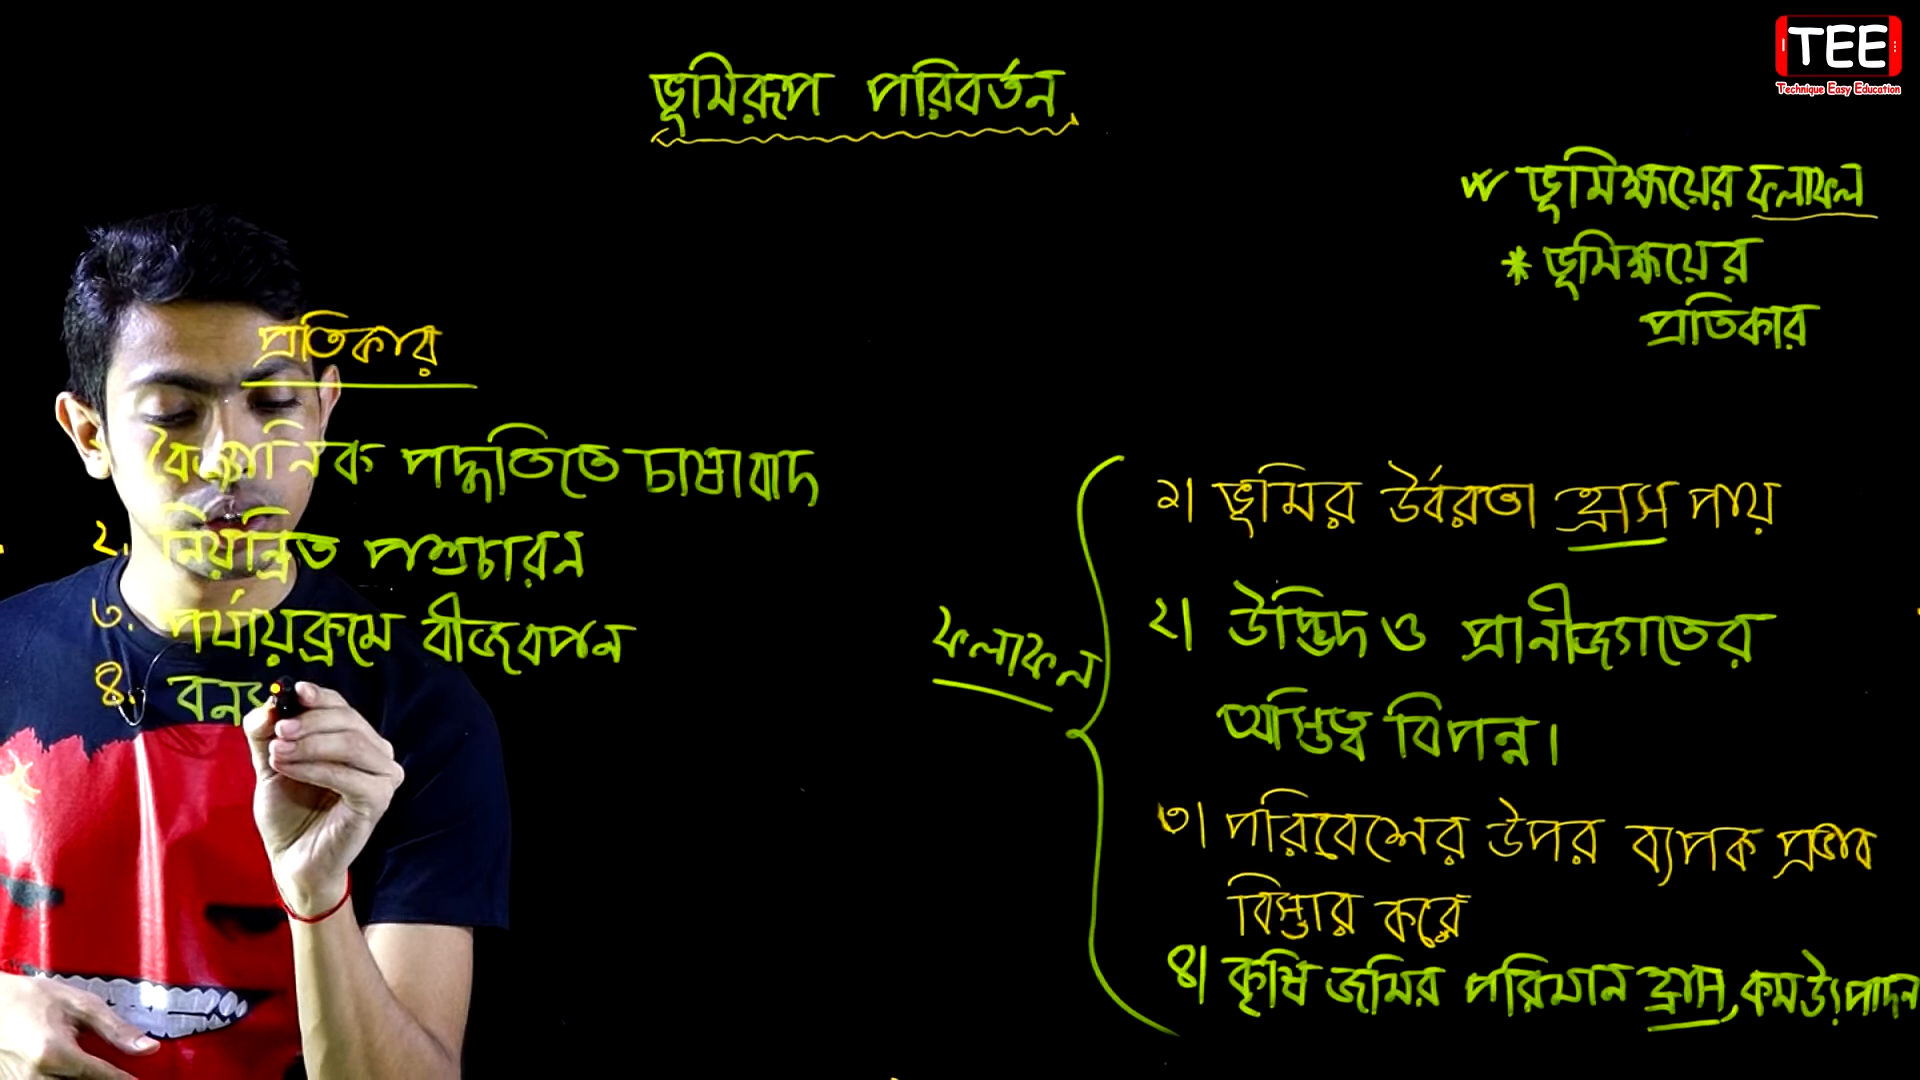 TEE
Technique Easy Education
ভূমিরূপ পরিবর্তন
ভূমিক্ষয়ের ফলাফল
* ভূমিক্ষয়ের
প্রতিকার
প্রতিকার
বৈজ্ঞানিক পদ্ধতিতে চাষাবাদ
২. নিয়ন্ত্রিত পশুচারন
৩. পর্যায়ক্রমে বীজবপন
৪. বন
ফলাফল
১। ভূমির উর্বরতা হ্রাস পায়
২। উদ্ভিদ ও প্রানীজগতের
অস্তিত্ব বিপন্ন।
৩। পরিবেশের উপর ব্যাপক প্রভাব
বিস্তার করে
৪। কৃষি জমির পরিমান হ্রাস, কম উৎপাদন